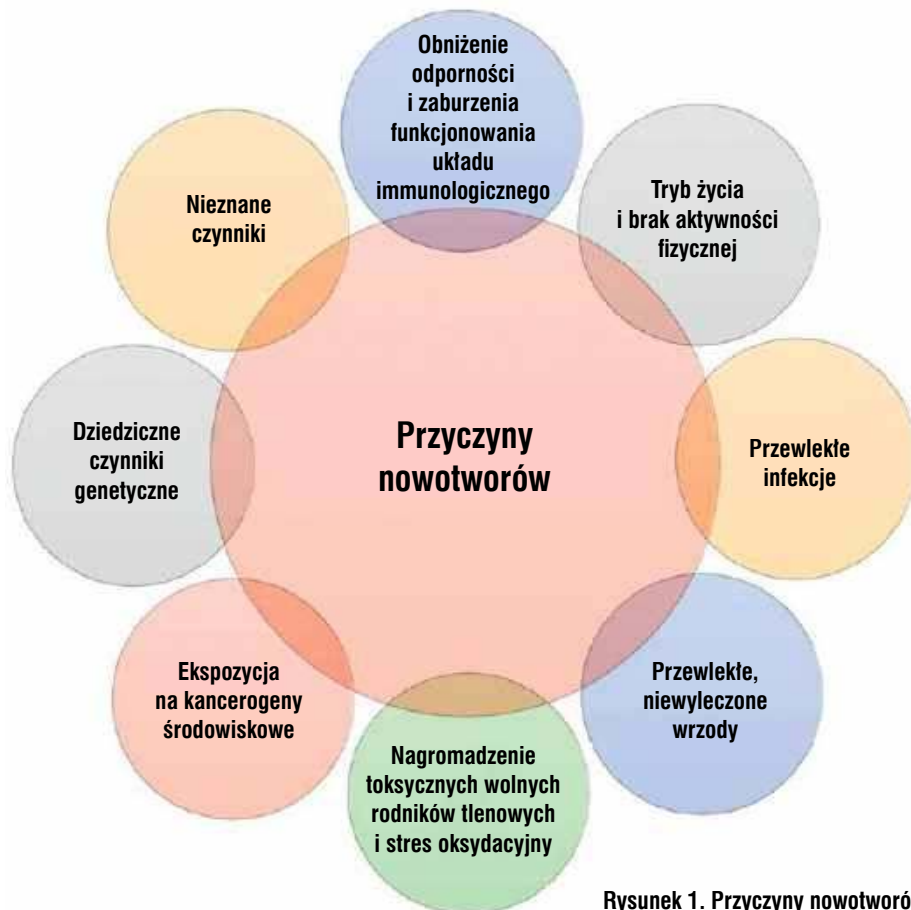 Obniżenie
odporności
i zaburzenia
funkcjonowania
układu
immunologicznego
Tryb życia
i brak aktywności
fizycznej
Przewlekłe
infekcje
Przewlekłe,
niewyleczone
wrzody
Nagromadzenie
toksycznych wolnych
rodników tlenowych
i stres oksydacyjny
Ekspozycja
na kancerogeny
środowiskowe
Dziedziczne
czynniki
genetyczne
Nieznane
czynniki
Przyczyny
nowotworów
Rysunek 1. Przyczyny nowotworó